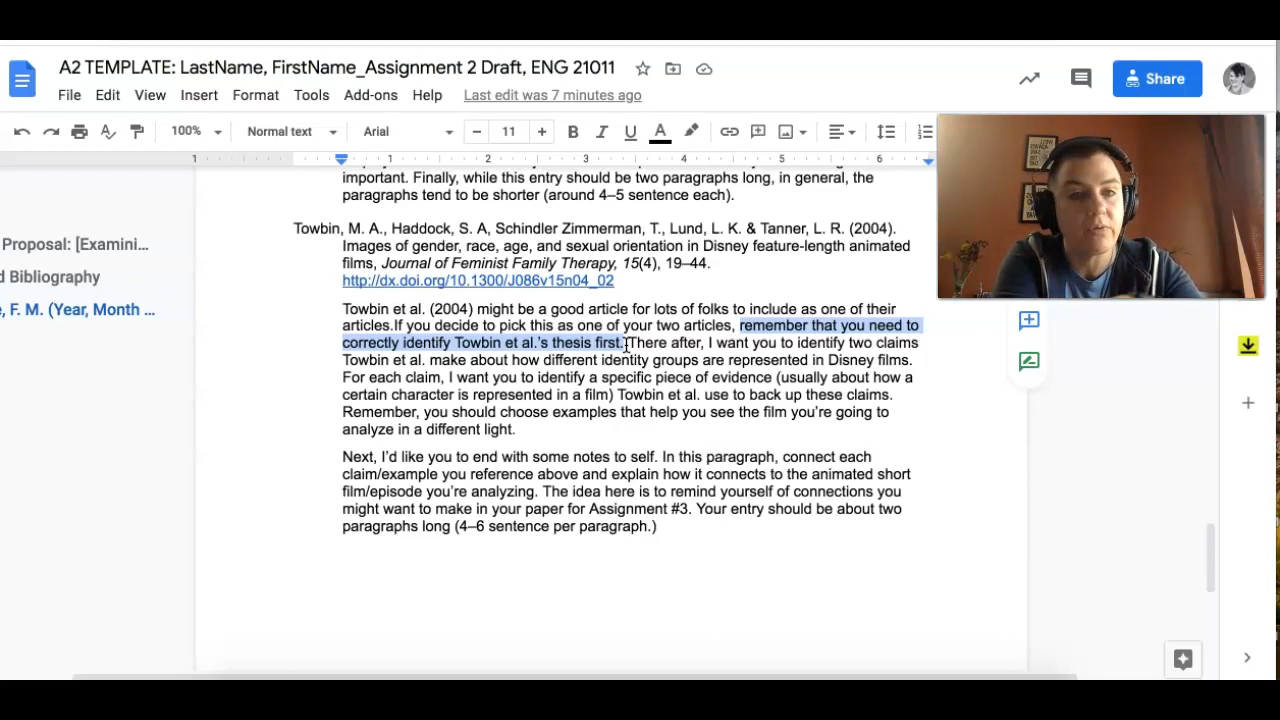 A2 TEMPLATE: LastName, FirstName_Assignment 2 Draft, ENG 21011
File Edit View Insert Format Tools Add-ons Help Last edit was 7 minutes ago
Share
100% Normal text Arial 11 B I U A
1 1 2 3 4 5 6
important. Finally, while this entry should be two paragraphs long, in general, the
paragraphs tend to be shorter (around 4–5 sentence each).
Towbin, M. A., Haddock, S. A, Schindler Zimmerman, T., Lund, L. K. & Tanner, L. R. (2004).
Images of gender, race, age, and sexual orientation in Disney feature-length animated
films, Journal of Feminist Family Therapy, 15(4), 19–44.
http://dx.doi.org/10.1300/J086v15n04_02
Proposal: [Examini...
d Bibliography
e, F. M. (Year, Month ...
Towbin et al. (2004) might be a good article for lots of folks to include as one of their
articles.If you decide to pick this as one of your two articles, remember that you need to
correctly identify Towbin et al.’s thesis first. There after, I want you to identify two claims
Towbin et al. make about how different identity groups are represented in Disney films.
For each claim, I want you to identify a specific piece of evidence (usually about how a
certain character is represented in a film) Towbin et al. use to back up these claims.
Remember, you should choose examples that help you see the film you’re going to
analyze in a different light.
Next, I’d like you to end with some notes to self. In this paragraph, connect each
claim/example you reference above and explain how it connects to the animated short
film/episode you’re analyzing. The idea here is to remind yourself of connections you
might want to make in your paper for Assignment #3. Your entry should be about two
paragraphs long (4–6 sentence per paragraph.)